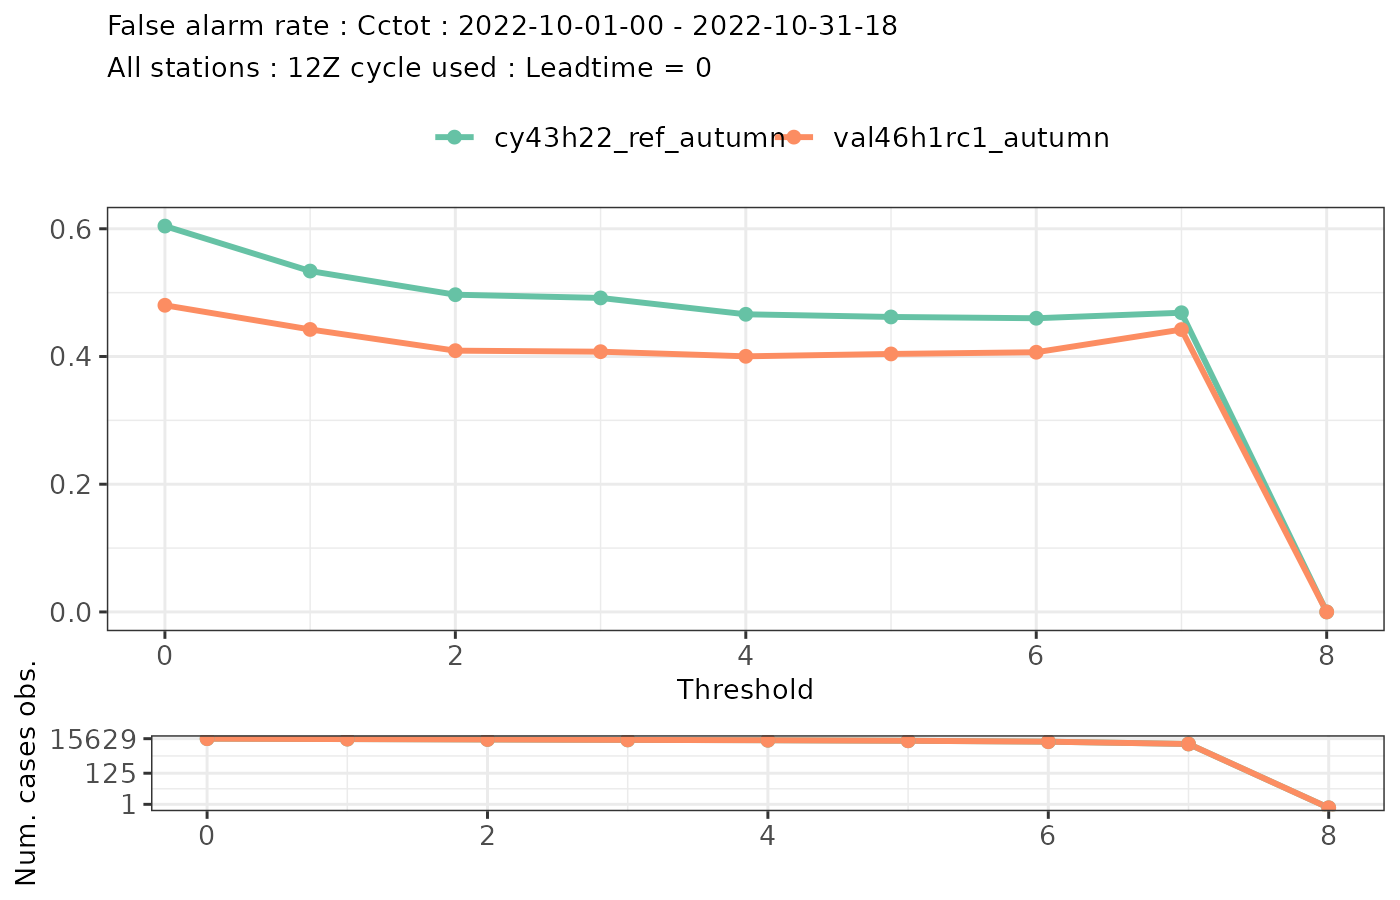 False alarm rate : Cctot : 2022-10-01-00 - 2022-10-31-18
All stations : 12Z cycle used : Leadtime = 0
cy43h22_ref_autumn val46h1rc1_autumn
0.6
0.4
0.2
0.0
0 2 4 6 8
Threshold
Num. cases obs.
15629
125
1
0 2 4 6 8